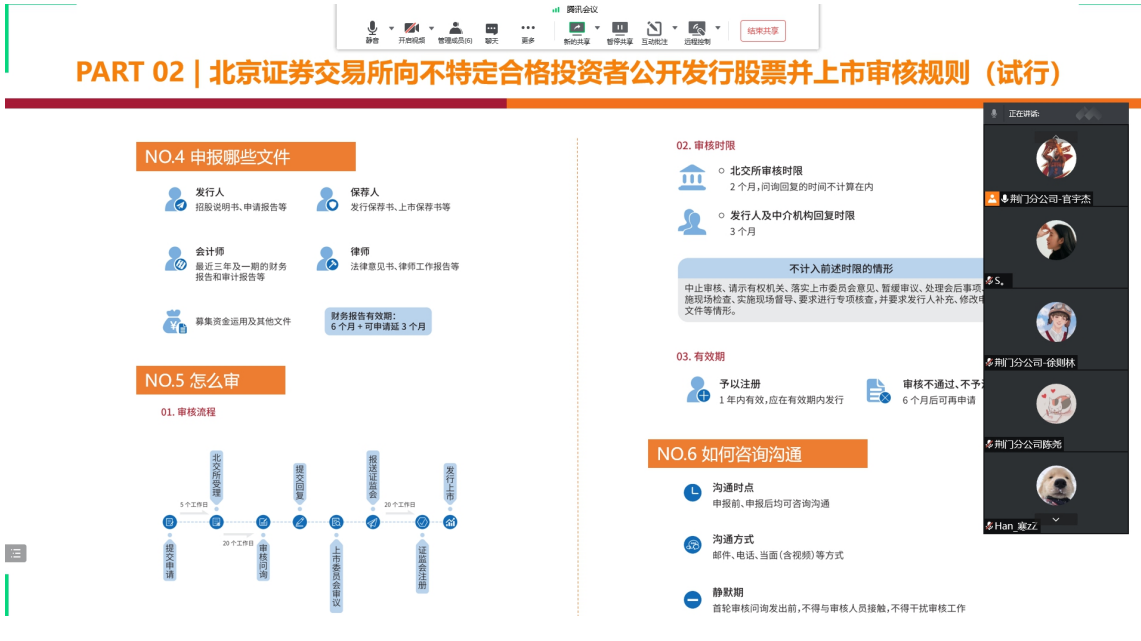 腾讯会议
静音
开启视频
管理成员(6)
聊天
更多
新的共享
暂停共享
互动批注
远程控制
结束共享
PART 02 | 北京证券交易所向不特定合格投资者公开发行股票并上市审核规则（试行）
NO.4 申报哪些文件
发行人
招股说明书、申请报告等
保荐人
发行保荐书、上市保荐书等
会计师
最近三年及一期的财务
报告和审计报告等
律师
法律意见书、律师工作报告等
募集资金运用及其他文件
财务报告有效期：
6 个月 + 可申请延 3 个月
NO.5 怎么审
01. 审核流程
北交所受理
提交回复
报送证监会
发行上市
5 个工作日
20 个工作日
20 个工作日
提交申请
审核问询
上市委员会审议
证监会注册
02. 审核时限
北交所审核时限
2 个月，问询回复的时间不计算在内
发行人及中介机构回复时限
3 个月
不计入前述时限的情形
中止审核、请示有权机关、落实上市委员会意见、暂缓审议、处理会后事项、
施现场检查、实施现场督导、要求进行专项核查，并要求发行人补充、修改申
文件等情形。
03. 有效期
予以注册
1 年内有效，应在有效期内发行
审核不通过、不予
6 个月后可再申请
NO.6 如何咨询沟通
沟通时点
申报前、申报后均可咨询沟通
沟通方式
邮件、电话、当面（含视频）等方式
静默期
首轮审核问询发出前，不得与审核人员接触，不得干扰审核工作
正在讲话:
荆门分公司-官宇杰
S。
荆门分公司-徐则林
荆门分公司陈尧
Han_寒zZ